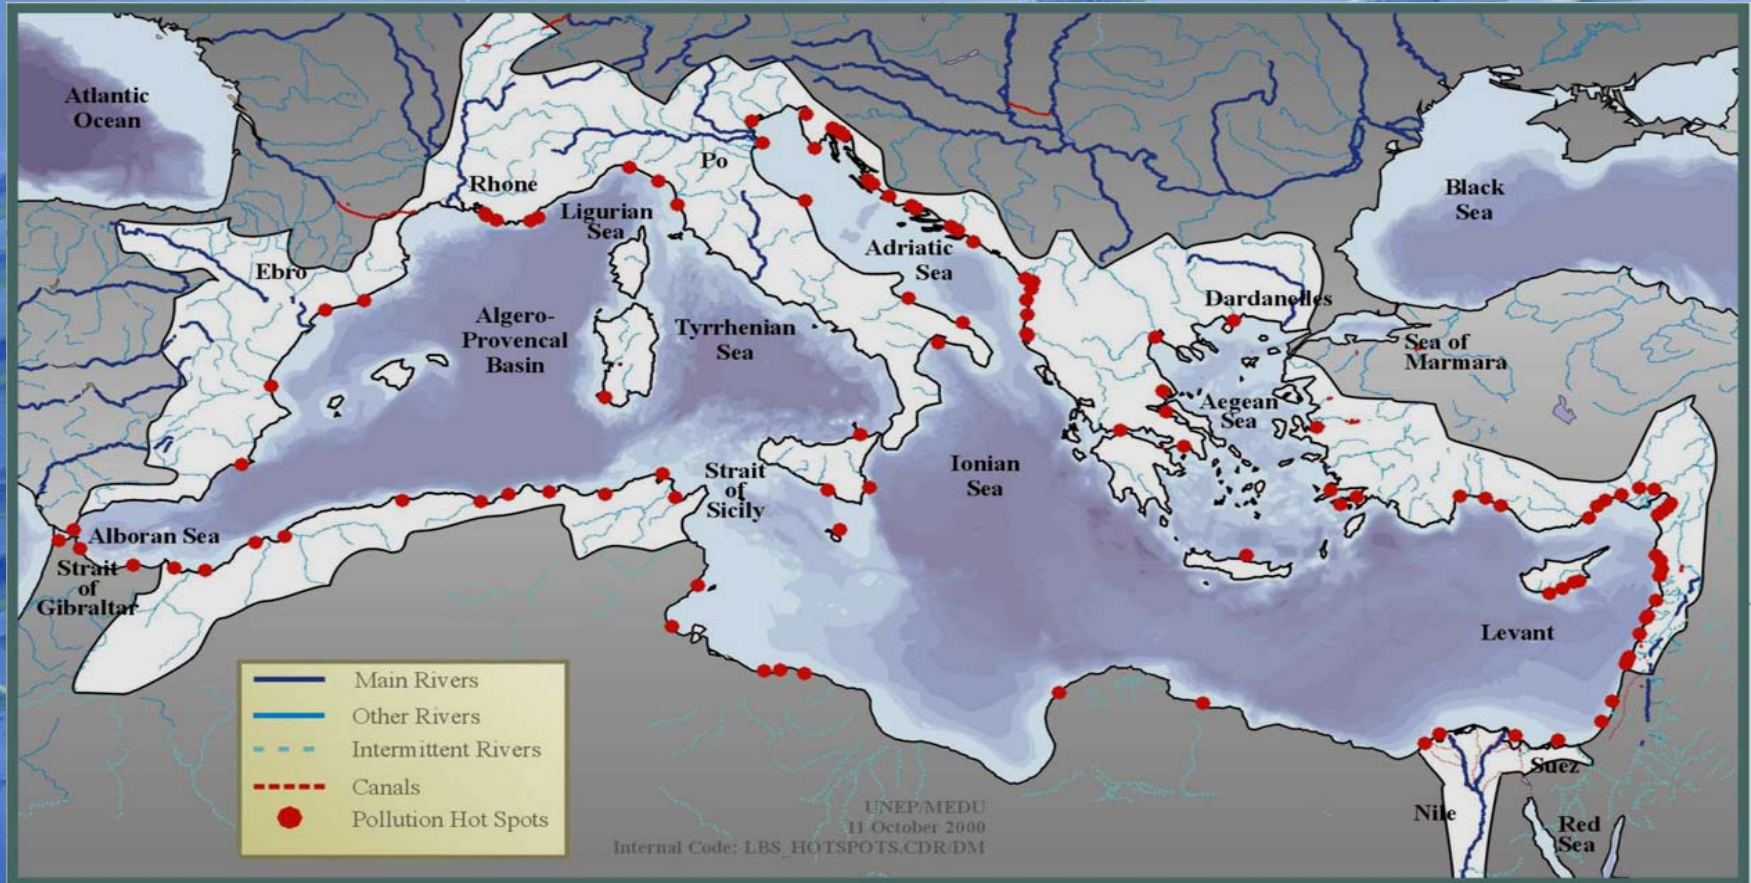 Atlantic
Ocean
Rhone
Po
Ligurian
Sea
Ebro
Algero-
Provencal
Basin
Tyrrhenian
Sea
Adriatic
Sea
Black
Sea
Dardanelles
Sea of
Marmara
Aegean
Sea
Ionian
Sea
Strait
of
Sicily
Alboran Sea
Strait
of
Gibraltar
Levant
Suez
Nile
Red
Sea
Main Rivers
Other Rivers
Intermittent Rivers
Canals
Pollution Hot Spots
UNEP/MEDU
11 October 2000
Internal Code: LBS_HOTSPOTS.CDR/DM